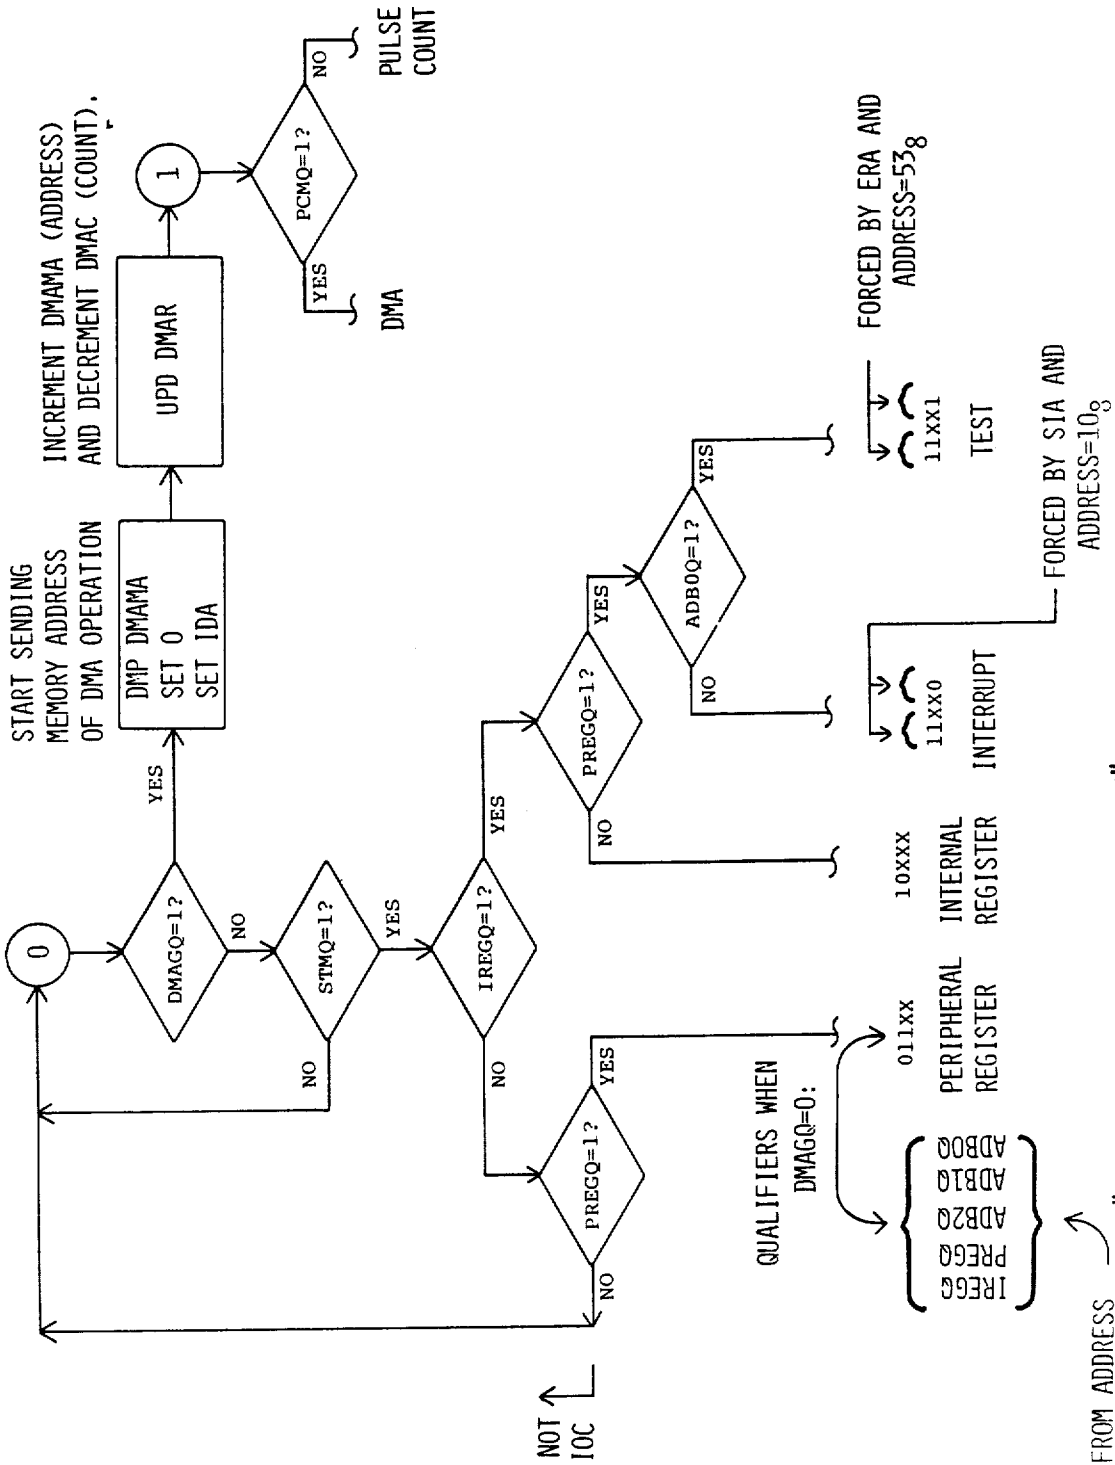 START SENDING
MEMORY ADDRESS
OF DMA OPERATION
INCREMENT DMAMA (ADDRESS)
AND DECREMENT DMAC (COUNT).
0
DMAGQ=1?
YES
NO
DMP DMAMA
SET O
SET IDA
UPD DMAR
1
PCMQ=1?
YES
NO
DMA
PULSE
COUNT
STMQ=1?
NO
YES
IREGQ=1?
NO
YES
PREGQ=1?
NO
YES
PREGQ=1?
NO
YES
ADB0Q=1?
NO
YES
NOT
IOC
QUALIFIERS WHEN
DMAGQ=0:
IREGQ
PREGQ
ADB2Q
ADB1Q
ADB0Q
FROM ADDRESS
011XX
PERIPHERAL
REGISTER
10XXX
INTERNAL
REGISTER
11XX0
INTERRUPT
FORCED BY SIA AND
ADDRESS=10₈
11XX1
TEST
FORCED BY ERA AND
ADDRESS=53₈